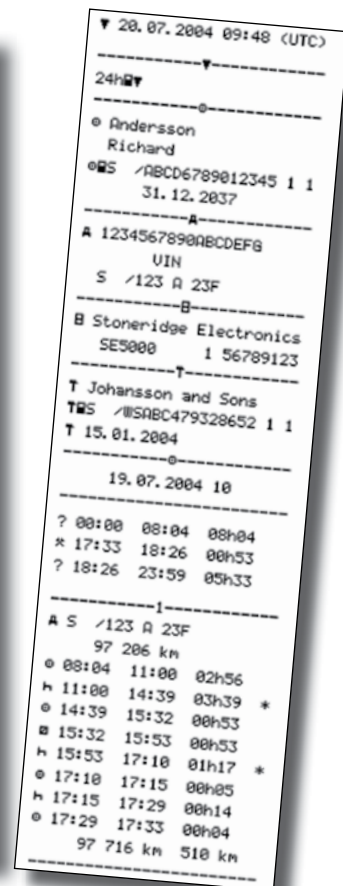 ▼ 20.07.2004 09:48 (UTC)
-----------▼-----------
24h■▼
-----------⊙-----------
⊙ Andersson
Richard
⊙■S /ABCD6789012345 1 1
31.12.2037
-----------A-----------
A 1234567890ABCDEFG
VIN
S /123 A 23F
-----------B-----------
B Stoneridge Electronics
SE5000 1 56789123
-----------T-----------
T Johansson and Sons
T■S /WSABC479328652 1 1
T 15.01.2004
-----------⊙-----------
19.07.2004 10
-----------------------
? 00:00 08:04 08h04
⚒ 17:33 18:26 00h53
? 18:26 23:59 05h33
-----------1-----------
A S /123 A 23F
97 206 km
⊙ 08:04 11:00 02h56
h 11:00 14:39 03h39 *
⊙ 14:39 15:32 00h53
⍁ 15:32 15:53 00h53
h 15:53 17:10 01h17 *
⊙ 17:10 17:15 00h05
h 17:15 17:29 00h14
⊙ 17:29 17:33 00h04
97 716 km 510 km
-----------------------